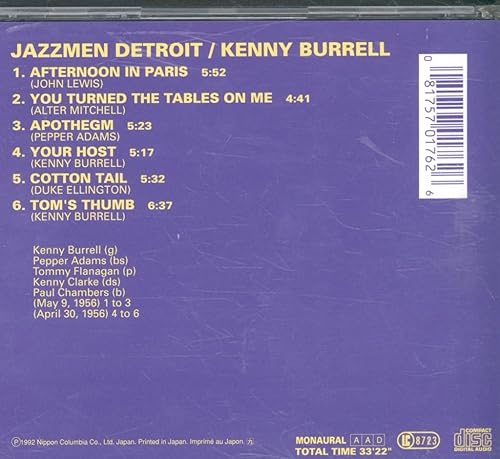 JAZZMEN DETROIT / KENNY BURRELL
1. AFTERNOON IN PARIS 5:52
(JOHN LEWIS)
2. YOU TURNED THE TABLES ON ME 4:41
(ALTER MITCHELL)
3. APOTHEGM 5:23
(PEPPER ADAMS)
4. YOUR HOST 5:17
(KENNY BURRELL)
5. COTTON TAIL 5:32
(DUKE ELLINGTON)
6. TOM'S THUMB 6:37
(KENNY BURRELL)
0 81757 01762 6
Kenny Burrell (g)
Pepper Adams (bs)
Tommy Flanagan (p)
Kenny Clarke (ds)
Paul Chambers (b)
(May 9, 1956) 1 to 3
(April 30, 1956) 4 to 6
Ⓟ1992 Nippon Columbia Co., Ltd, Japan. Printed in Japan. Imprimé au Japon.
MONAURAL A A D
TOTAL TIME 33'22"
8723
COMPACT
disc
DIGITAL AUDIO